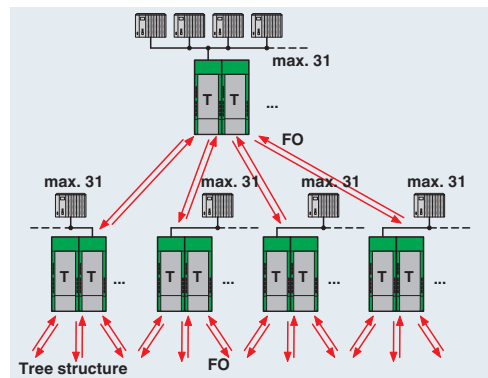 max. 31
T T ...
FO
max. 31 max. 31 max. 31 max. 31
T T ... T T ... T T ... T T ...
Tree structure FO